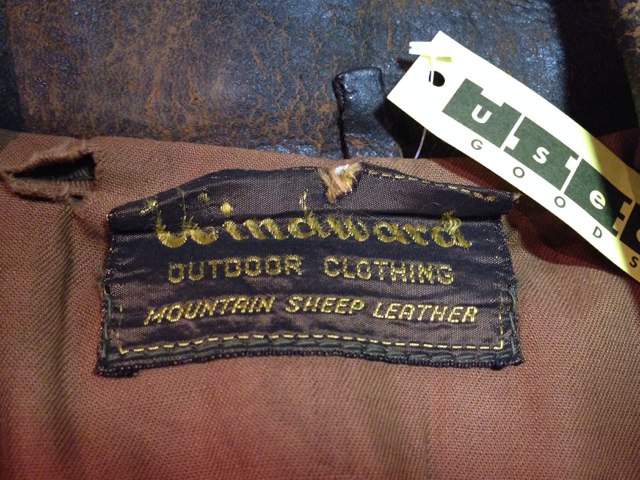 Windward
OUTDOOR CLOTHING
MOUNTAIN SHEEP LEATHER
used
GOODS